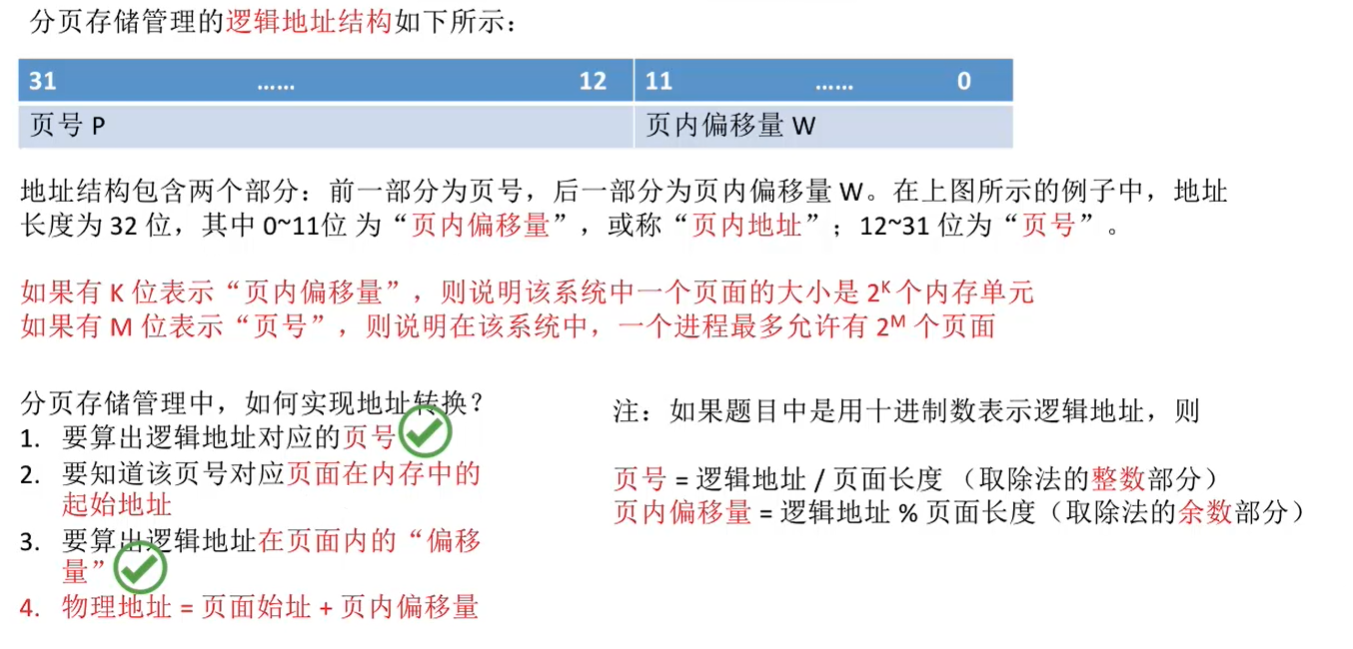 分页存储管理的逻辑地址结构如下所示：
31 …… 12 11 …… 0
页号 P 页内偏移量 W
地址结构包含两个部分：前一部分为页号，后一部分为页内偏移量 W。在上图所示的例子中，地址
长度为 32 位，其中 0~11位 为“页内偏移量”，或称“页内地址”；12~31 位为“页号”。
如果有 K 位表示“页内偏移量”，则说明该系统中一个页面的大小是 2ᴷ 个内存单元
如果有 M 位表示“页号”，则说明在该系统中，一个进程最多允许有 2ᴹ 个页面
分页存储管理中，如何实现地址转换？
1. 要算出逻辑地址对应的页号
2. 要知道该页号对应页面在内存中的
起始地址
3. 要算出逻辑地址在页面内的“偏移
量”
4. 物理地址 = 页面始址 + 页内偏移量
注：如果题目中是用十进制数表示逻辑地址，则
页号 = 逻辑地址 / 页面长度 （取除法的整数部分）
页内偏移量 = 逻辑地址 % 页面长度（取除法的余数部分）